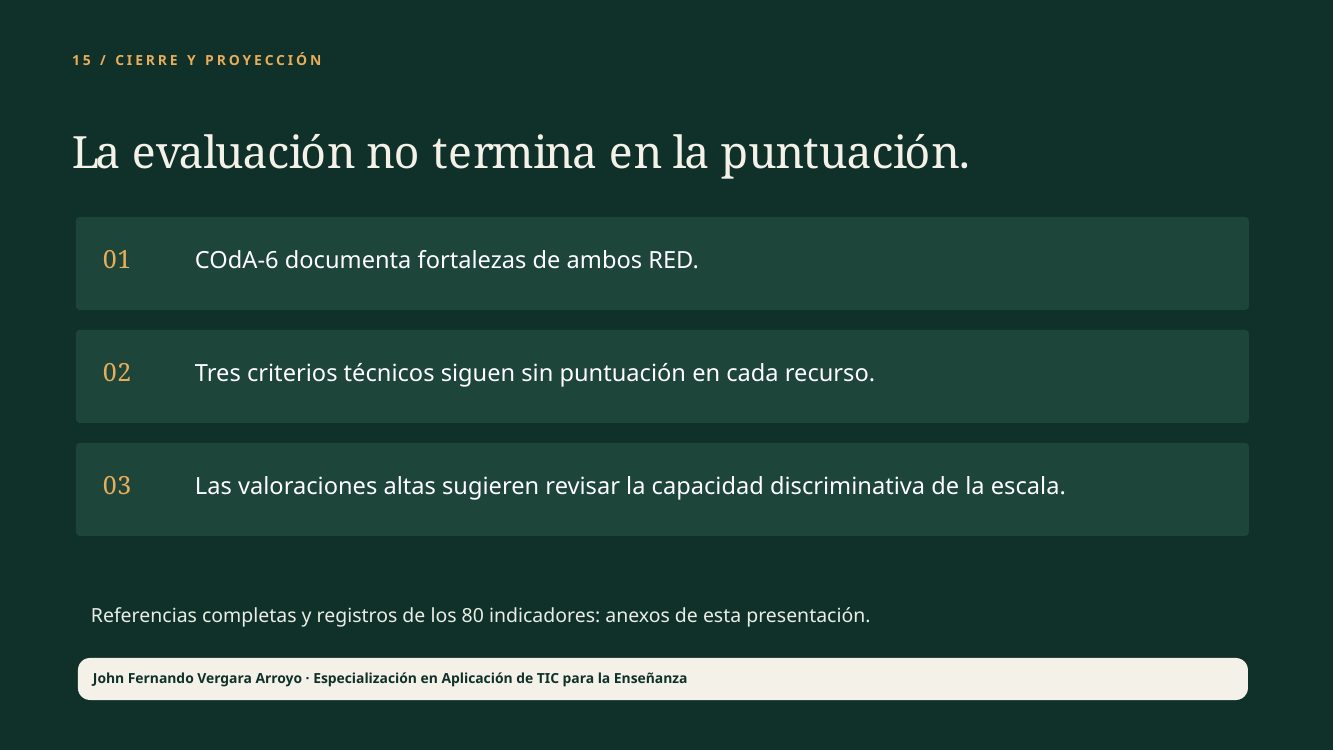 15 / CIERRE Y PROYECCIÓN
La evaluación no termina en la puntuación.
01 COdA-6 documenta fortalezas de ambos RED.
02 Tres criterios técnicos siguen sin puntuación en cada recurso.
03 Las valoraciones altas sugieren revisar la capacidad discriminativa de la escala.
Referencias completas y registros de los 80 indicadores: anexos de esta presentación.
John Fernando Vergara Arroyo · Especialización en Aplicación de TIC para la Enseñanza